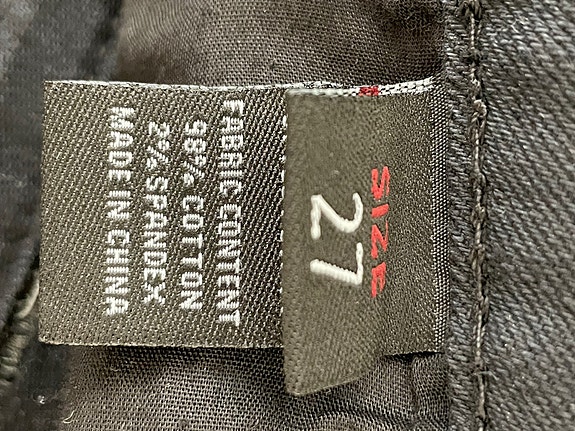 SIZE
27
FABRIC CONTENT
98% COTTON
2% SPANDEX
MADE IN CHINA